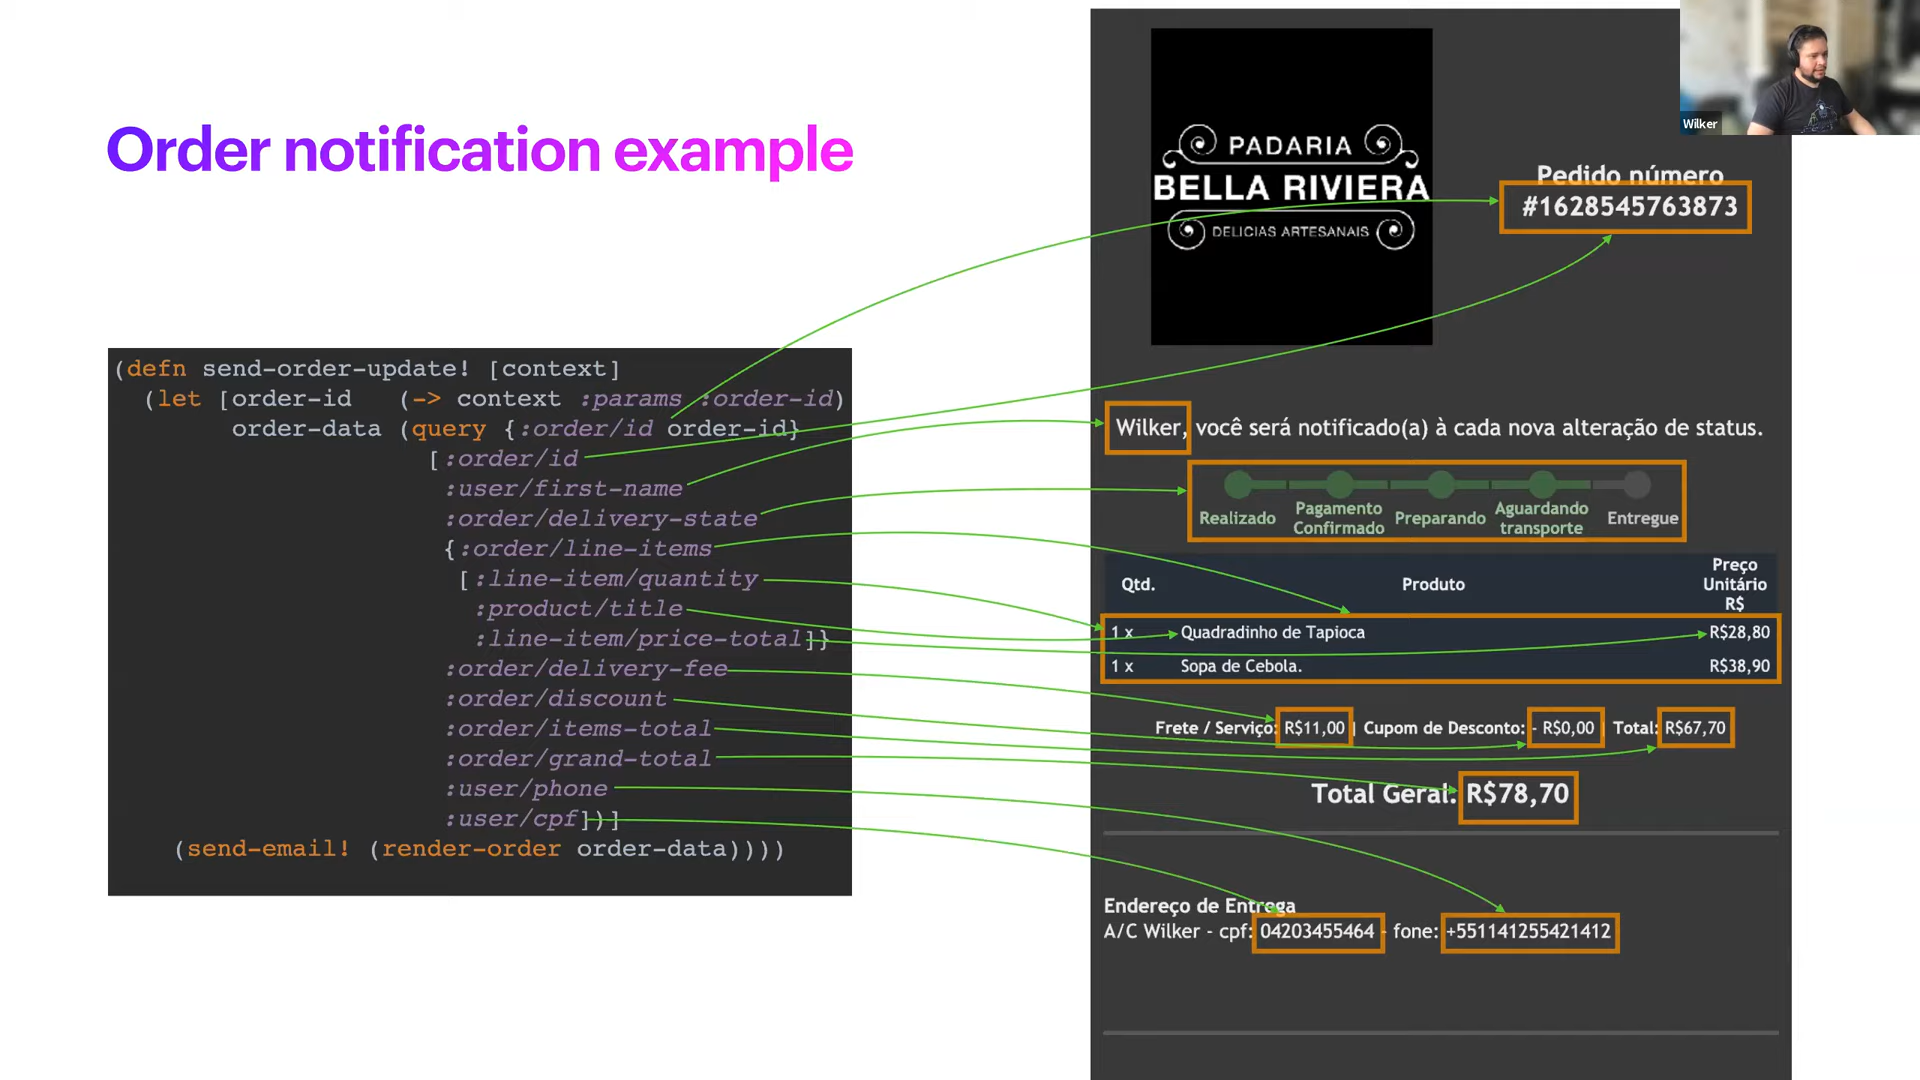 Wilker
Order notification example
(defn send-order-update! [context]
(let [order-id (-> context :params :order-id)
order-data (query {:order/id order-id}
[:order/id
:user/first-name
:order/delivery-state
{:order/line-items
[:line-item/quantity
:product/title
:line-item/price-total]}
:order/delivery-fee
:order/discount
:order/items-total
:order/grand-total
:user/phone
:user/cpf])]
(send-email! (render-order order-data))))
PADARIA
BELLA RIVIERA
DELICIAS ARTESANAIS
Pedido número
#1628545763873
Wilker, você será notificado(a) à cada nova alteração de status.
Realizado
Pagamento
Confirmado
Preparando
Aguardando
transporte
Entregue
Qtd. Produto Preço
Unitário
R$
1 x Quadradinho de Tapioca R$28,80
1 x Sopa de Cebola. R$38,90
Frete / Serviço: R$11,00 | Cupom de Desconto: - R$0,00 | Total: R$67,70
Total Geral: R$78,70
Endereço de Entrega
A/C Wilker - cpf: 04203455464 - fone: +551141255421412